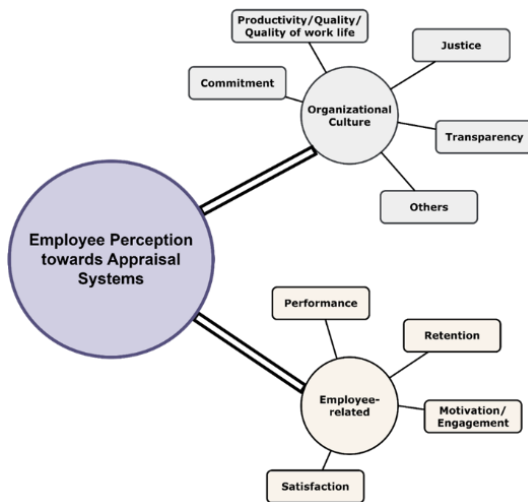 Productivity/Quality/
Quality of work life
Justice
Commitment
Organizational
Culture
Transparency
Others
Employee Perception
towards Appraisal
Systems
Performance
Retention
Employee-
related
Motivation/
Engagement
Satisfaction